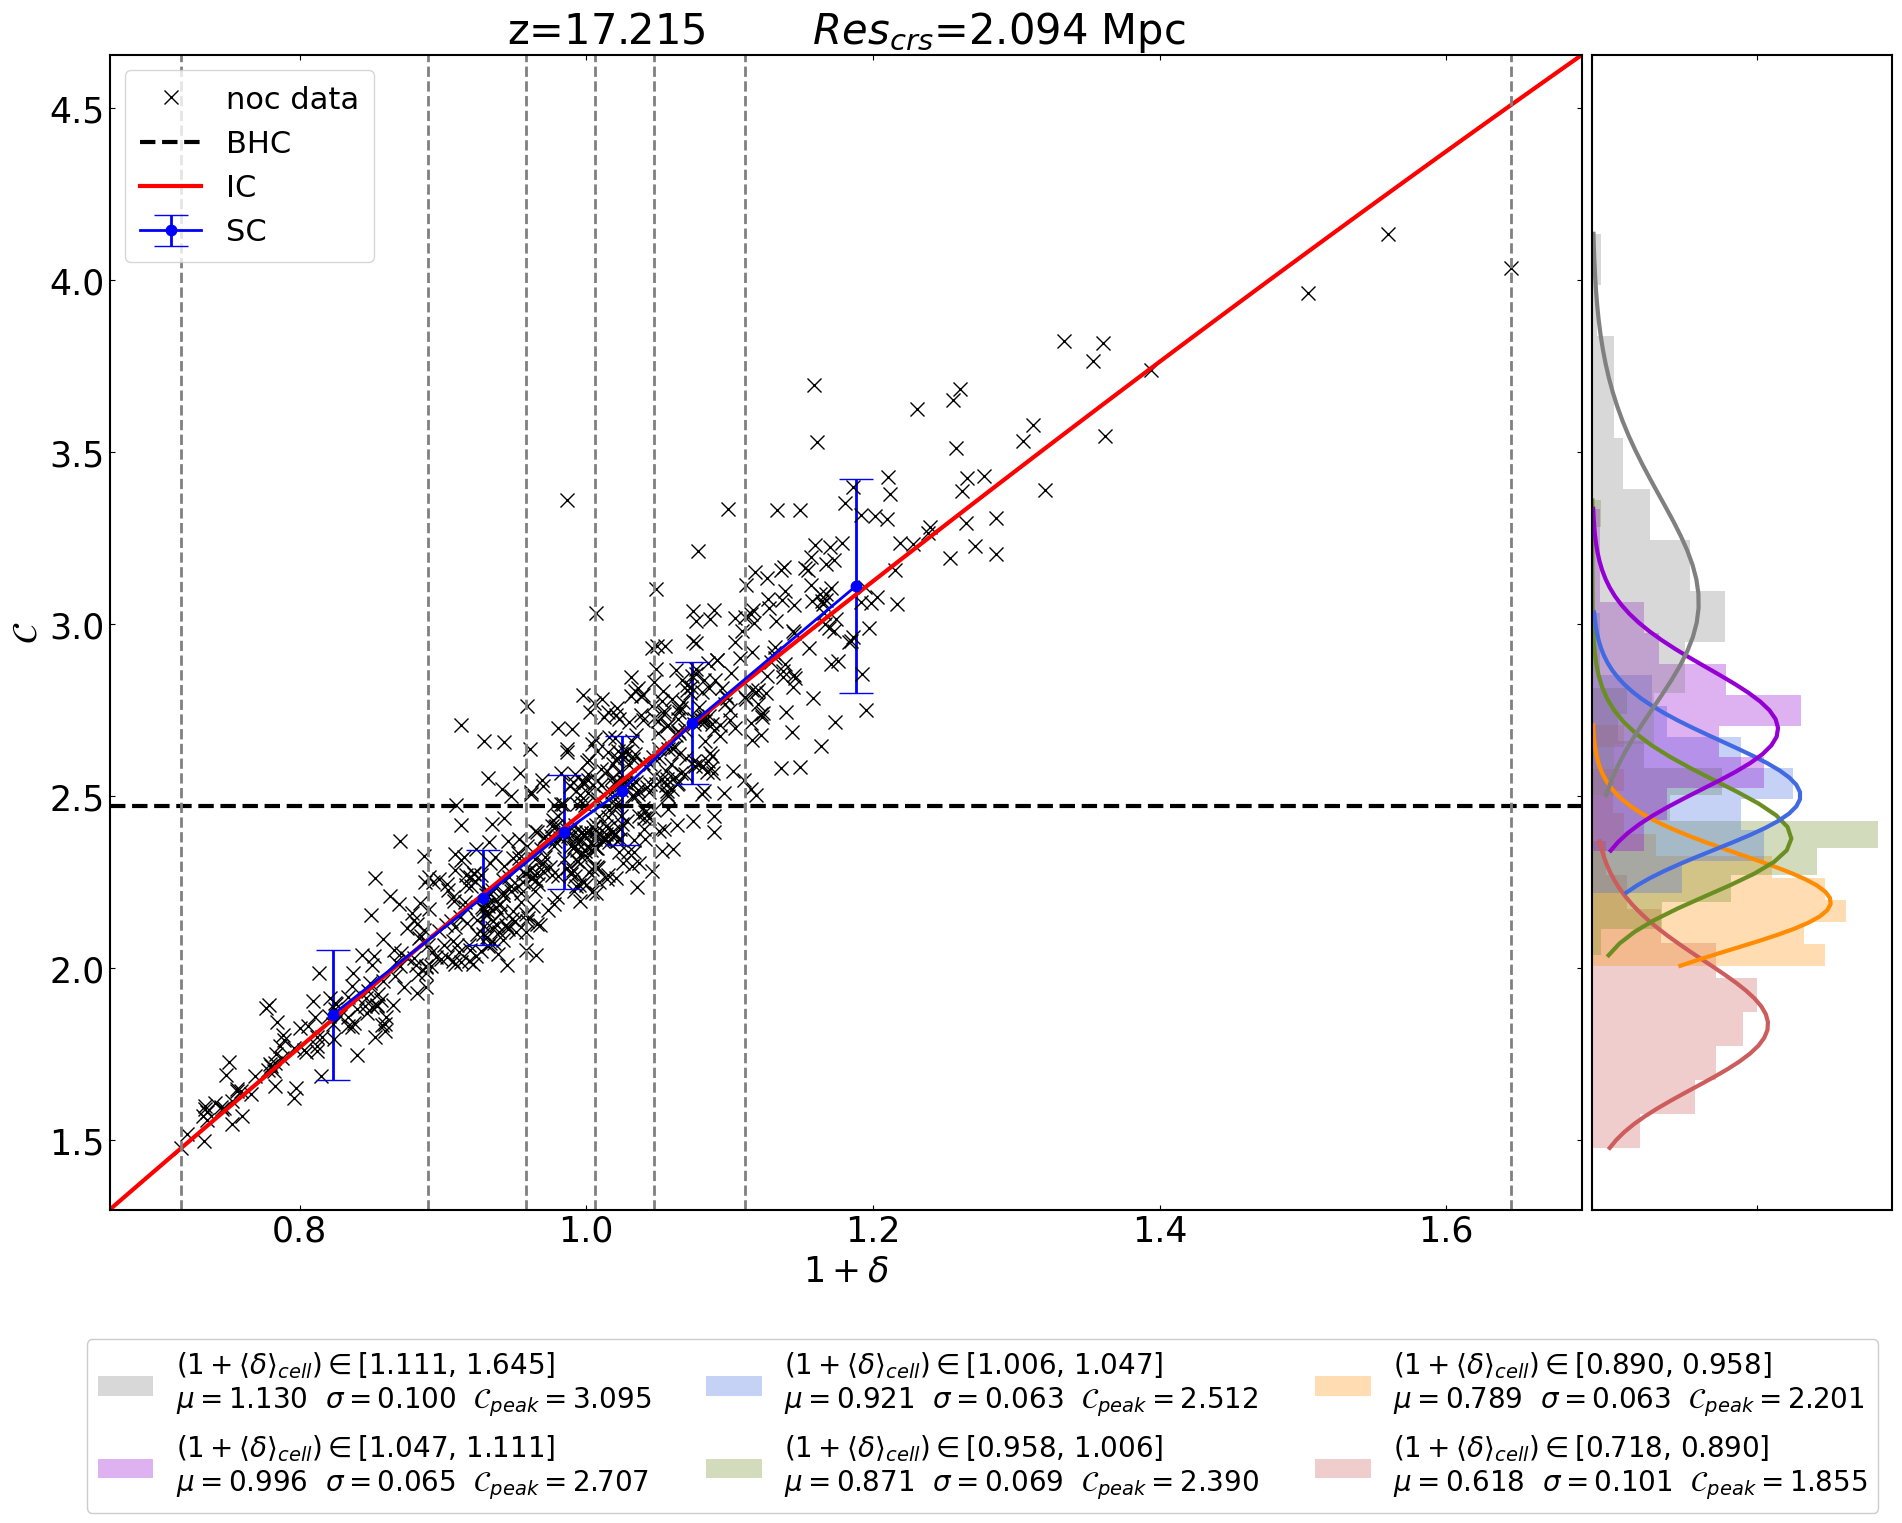 z=17.215 Res_crs=2.094 Mpc
noc data
BHC
IC
SC
4.5
4.0
3.5
3.0
2.5
2.0
1.5
𝒞
0.8 1.0 1.2 1.4 1.6
1 + δ
(1 + ⟨δ⟩_cell) ∈ [1.111, 1.645]
μ = 1.130 σ = 0.100 𝒞_peak = 3.095
(1 + ⟨δ⟩_cell) ∈ [1.047, 1.111]
μ = 0.996 σ = 0.065 𝒞_peak = 2.707
(1 + ⟨δ⟩_cell) ∈ [1.006, 1.047]
μ = 0.921 σ = 0.063 𝒞_peak = 2.512
(1 + ⟨δ⟩_cell) ∈ [0.958, 1.006]
μ = 0.871 σ = 0.069 𝒞_peak = 2.390
(1 + ⟨δ⟩_cell) ∈ [0.890, 0.958]
μ = 0.789 σ = 0.063 𝒞_peak = 2.201
(1 + ⟨δ⟩_cell) ∈ [0.718, 0.890]
μ = 0.618 σ = 0.101 𝒞_peak = 1.855